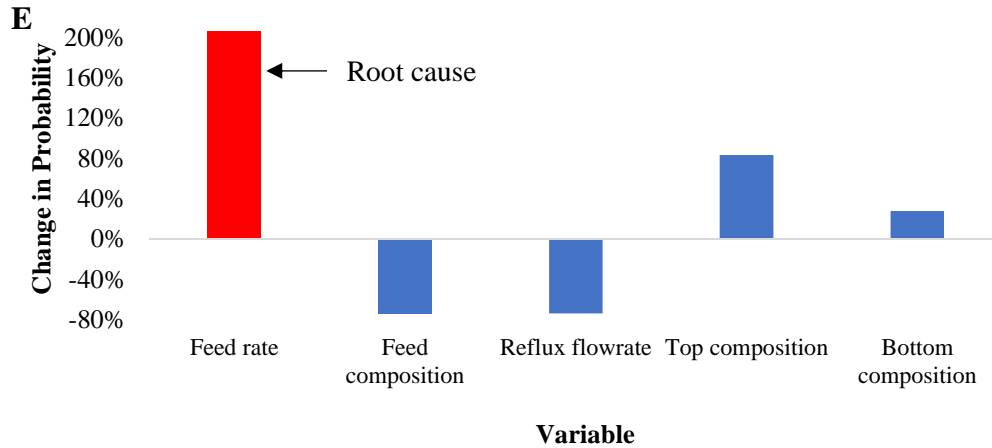 E
Change in Probability
200%
160%
120%
80%
40%
0%
-40%
-80%
Root cause
Feed rate
Feed
composition
Reflux flowrate
Top composition
Bottom
composition
Variable